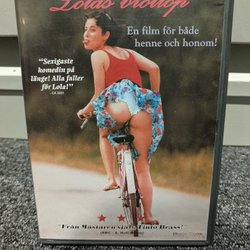 Lolas bröllop
En film för både
henne och honom!
"Sexigaste
komedin på
länge! Alla faller
för Lola!"
"Från Mästaren själv Tinto Brass!"